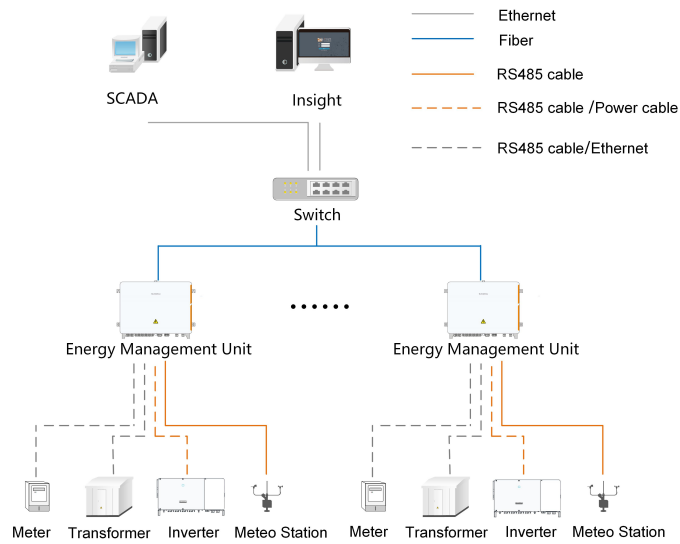 Ethernet
Fiber
RS485 cable
RS485 cable /Power cable
RS485 cable/Ethernet
SCADA
Insight
Switch
Energy Management Unit
Energy Management Unit
Meter
Transformer
Inverter
Meteo Station
Meter
Transformer
Inverter
Meteo Station